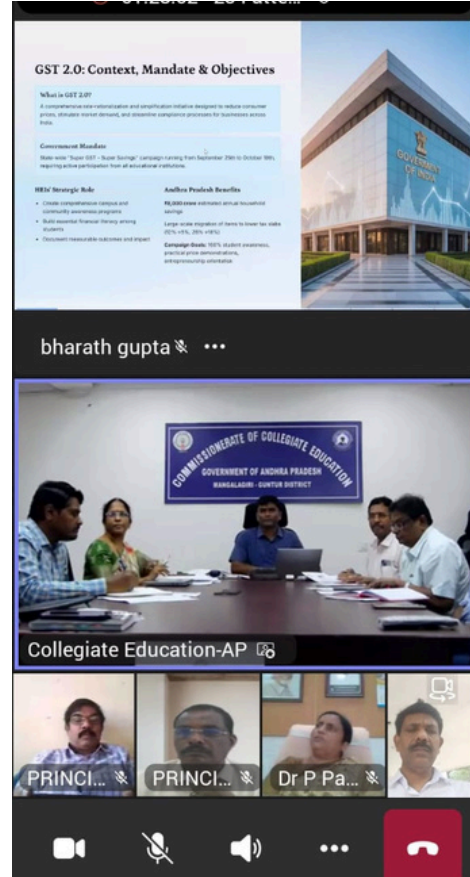 GST 2.0: Context, Mandate & Objectives
What is GST 2.0?
A comprehensive rate-rationalisation and simplification initiative designed to reduce consumer
prices, stimulate market demand, and streamline compliance processes for businesses across
India.
Government Mandate
State-wide "Super GST - Super Savings" campaign running from September 25th to October 19th,
requiring active participation from all educational institutions.
HEIs' Strategic Role
Create comprehensive campus and
community awareness programs
Build essential financial literacy among
students
Document measurable outcomes and impact
Andhra Pradesh Benefits
estimated annual household
savings
Large-scale migration of items to lower tax slabs
Campaign Goals: 100% student awareness,
practical price demonstrations,
entrepreneurship orientation
GOVERNMENT
OF INDIA
bharath gupta
COMMISSIONERATE OF COLLEGIATE EDUCATION
GOVERNMENT OF ANDHRA PRADESH
MANGALAGIRI - GUNTUR DISTRICT
Collegiate Education-AP
PRINCI...
PRINCI...
Dr P Pa...